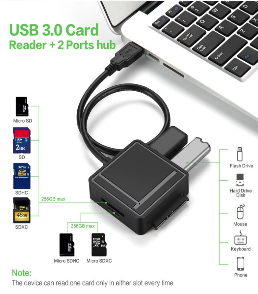 USB 3.0 Card
Reader + 2 Ports hub
Micro SD
SD
SDHC
SDXC
256GB max
256GB max
Micro SDHC
Micro SDXC
Flash Drive
Hard Drive
Disk
Mouse
Keyboard
Phone
Note:
The device can read one card only in either slot every time